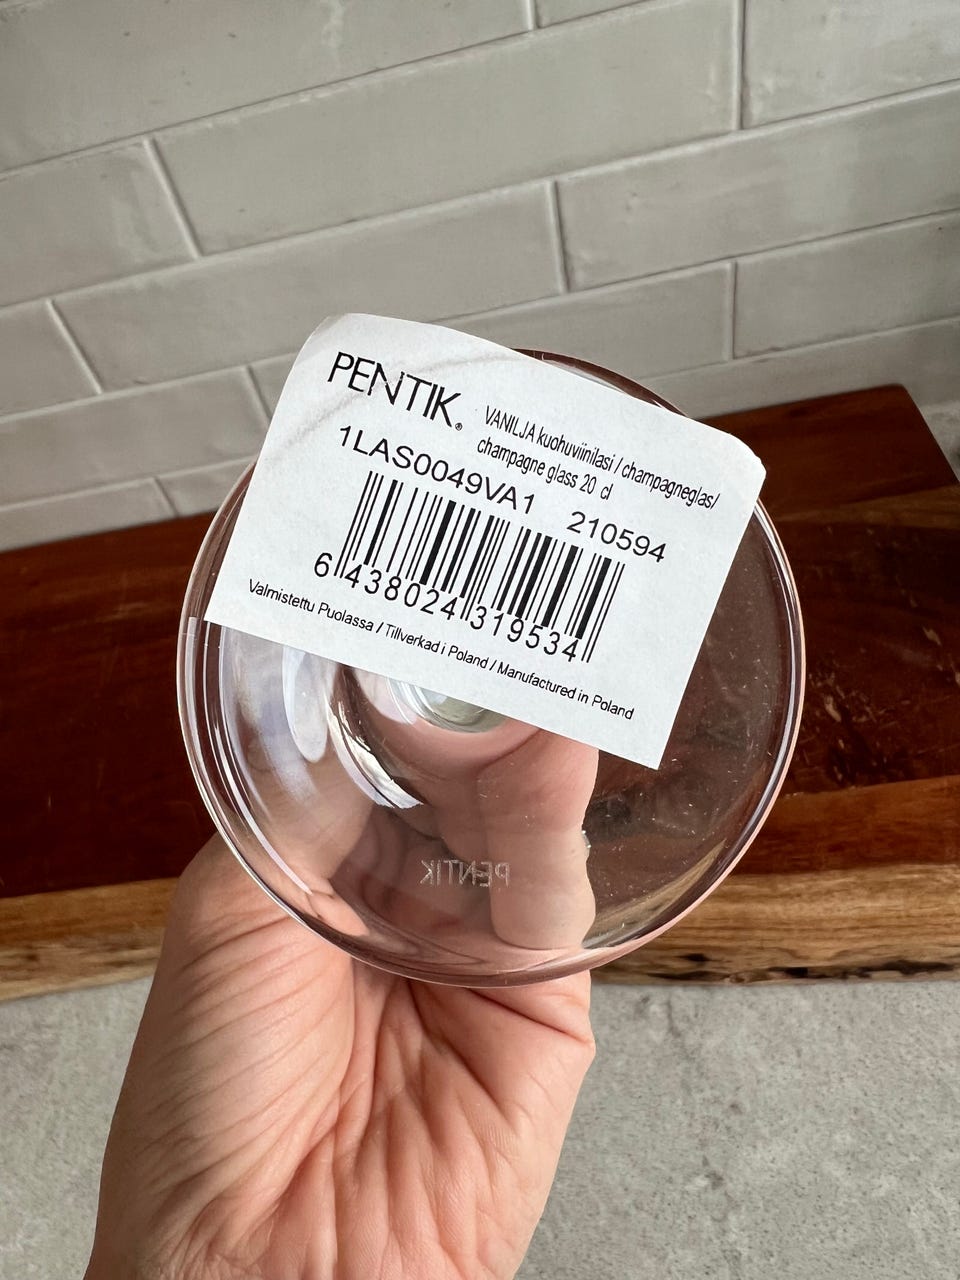 PENTIK®
VANILJA kuohuviinilasi / champagneglas/
champagne glass 20 cl
1LAS0049VA1 210594
6 438024 319534
Valmistettu Puolassa / Tillverkad i Poland / Manufactured in Poland
PENTIK